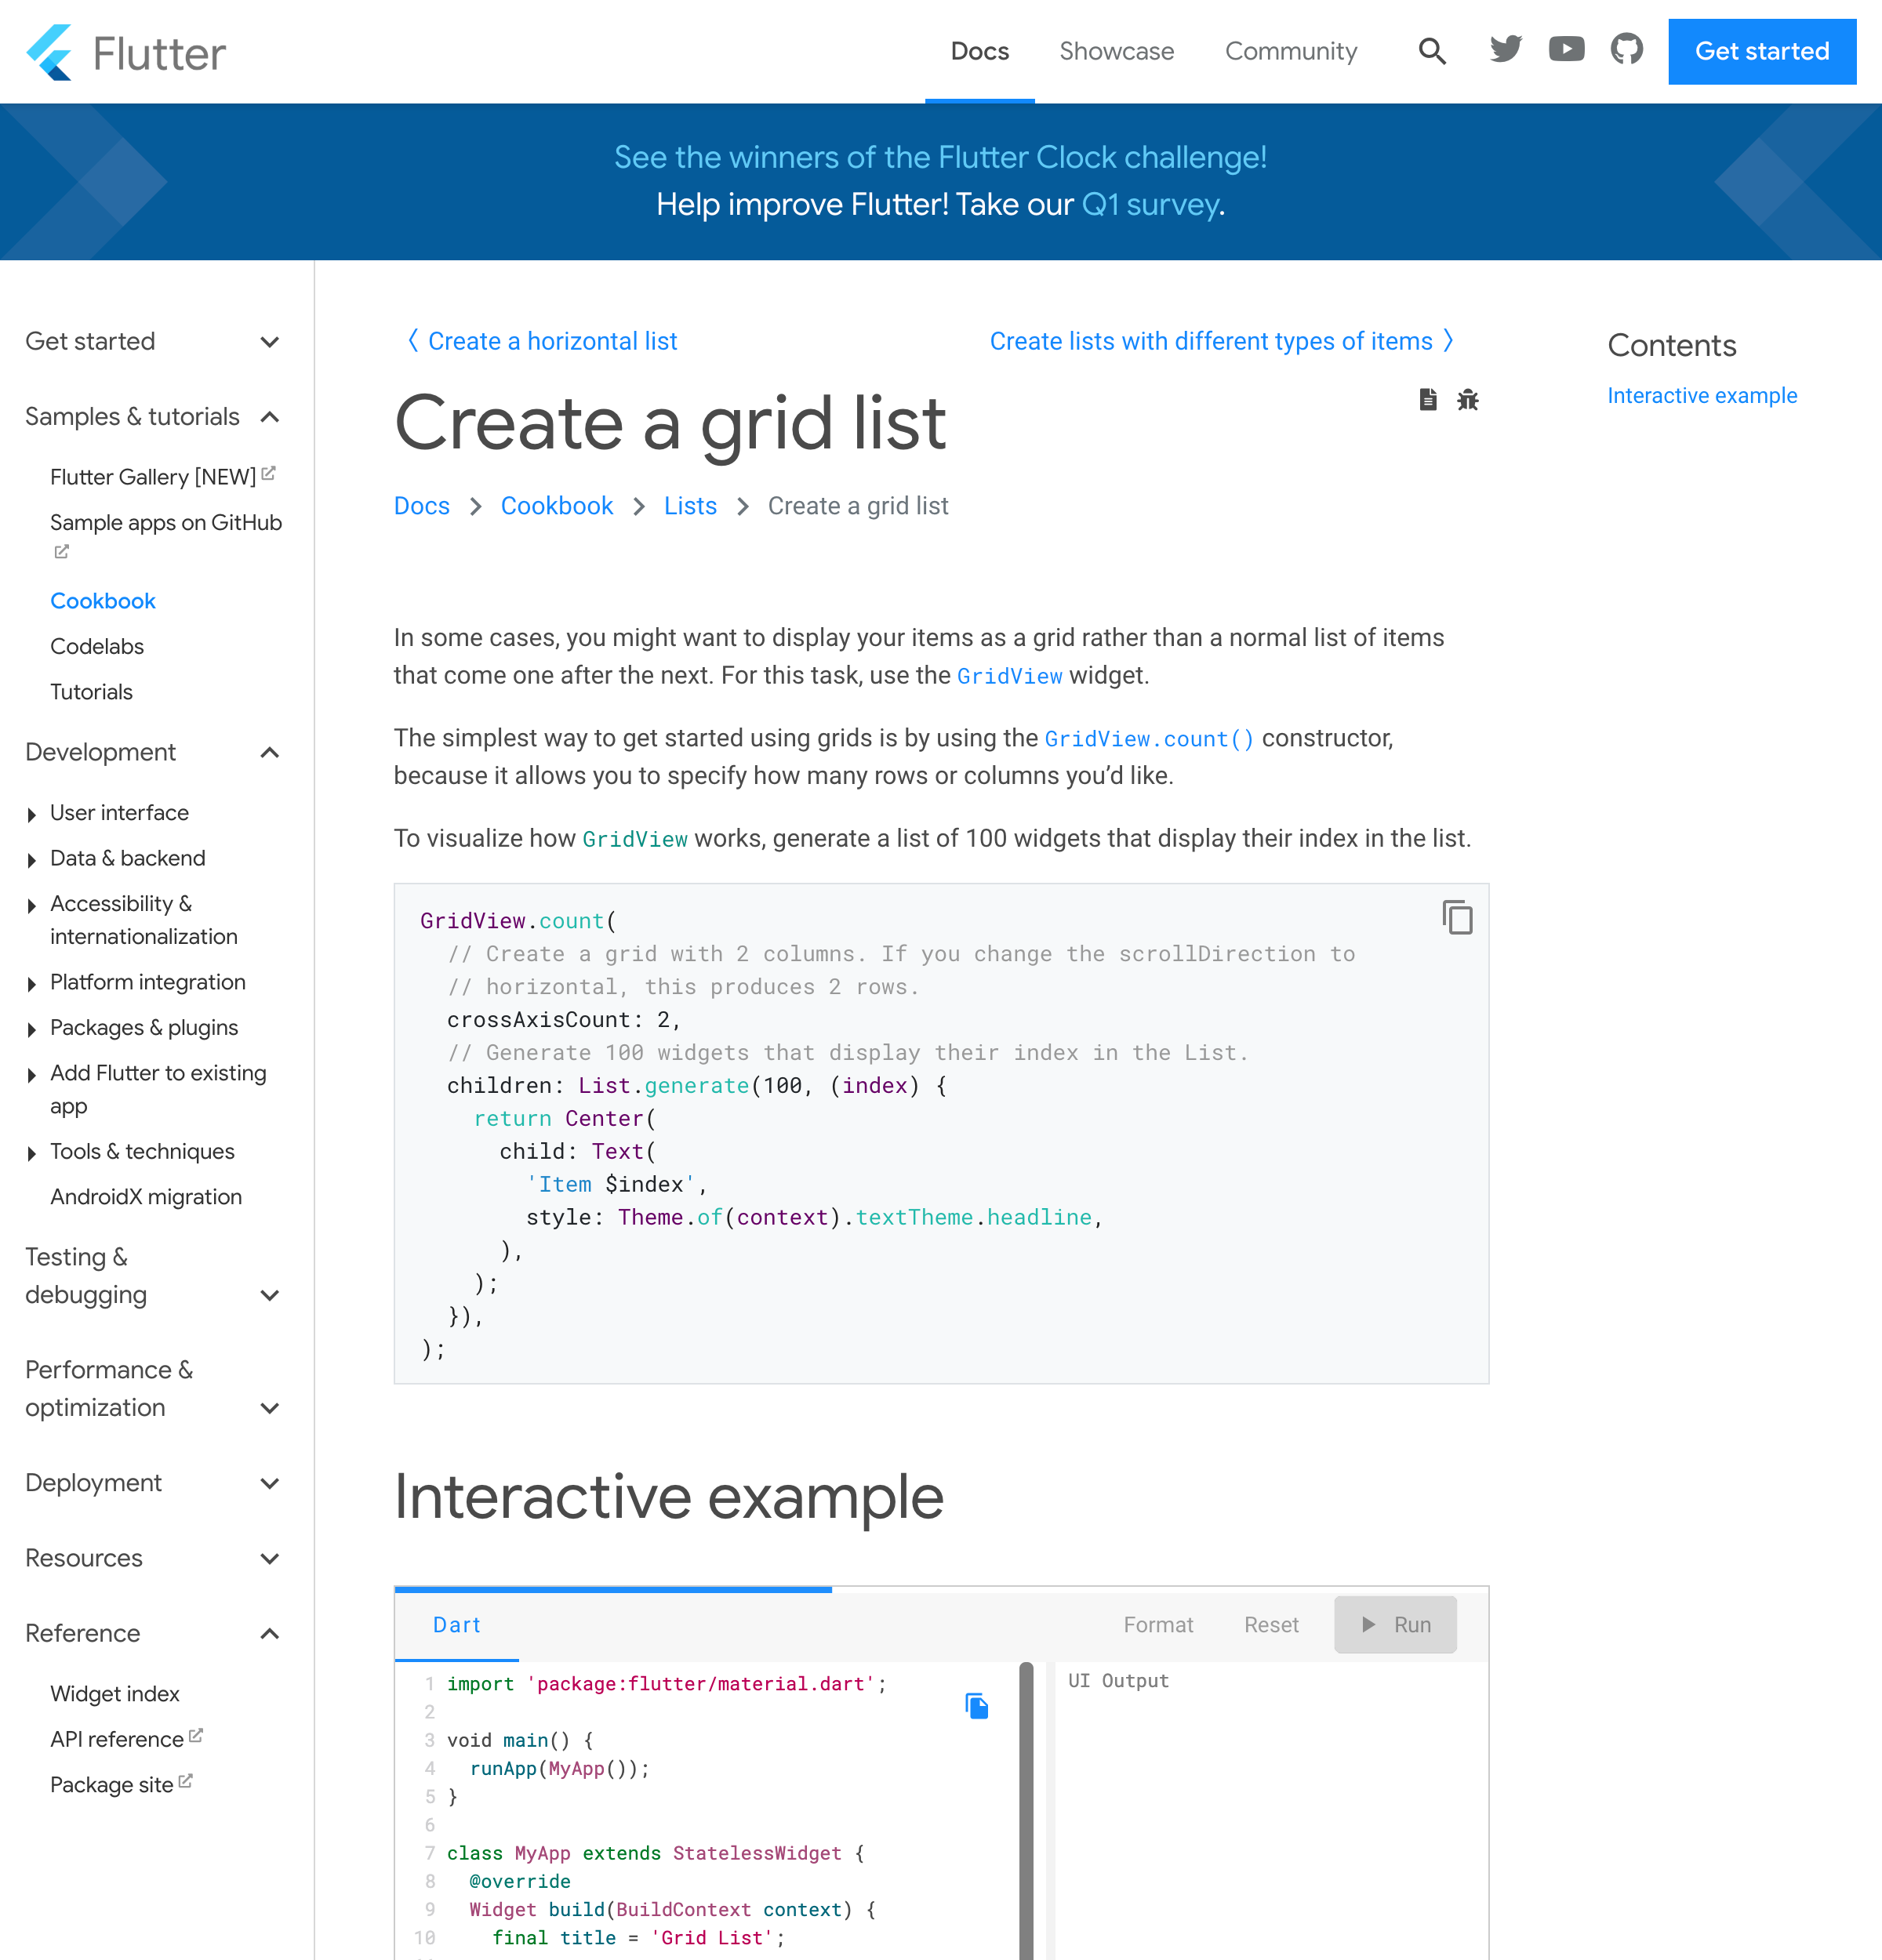 Flutter
Docs
Showcase
Community
Get started
See the winners of the Flutter Clock challenge!
Help improve Flutter! Take our Q1 survey.
Get started
Samples & tutorials
Flutter Gallery [NEW]
Sample apps on GitHub
Cookbook
Codelabs
Tutorials
Development
User interface
Data & backend
Accessibility &
internationalization
Platform integration
Packages & plugins
Add Flutter to existing
app
Tools & techniques
AndroidX migration
Testing &
debugging
Performance &
optimization
Deployment
Resources
Reference
Widget index
API reference
Package site
〈 Create a horizontal list
Create lists with different types of items 〉
Create a grid list
Docs > Cookbook > Lists > Create a grid list
In some cases, you might want to display your items as a grid rather than a normal list of items
that come one after the next. For this task, use the GridView widget.
The simplest way to get started using grids is by using the GridView.count() constructor,
because it allows you to specify how many rows or columns you’d like.
To visualize how GridView works, generate a list of 100 widgets that display their index in the list.
GridView.count(
  // Create a grid with 2 columns. If you change the scrollDirection to
  // horizontal, this produces 2 rows.
  crossAxisCount: 2,
  // Generate 100 widgets that display their index in the List.
  children: List.generate(100, (index) {
    return Center(
      child: Text(
        'Item $index',
        style: Theme.of(context).textTheme.headline,
      ),
    );
  }),
);
Interactive example
Dart
Format
Reset
Run
1 import 'package:flutter/material.dart';
2
3 void main() {
4   runApp(MyApp());
5 }
6
7 class MyApp extends StatelessWidget {
8   @override
9   Widget build(BuildContext context) {
10     final title = 'Grid List';
UI Output
Contents
Interactive example